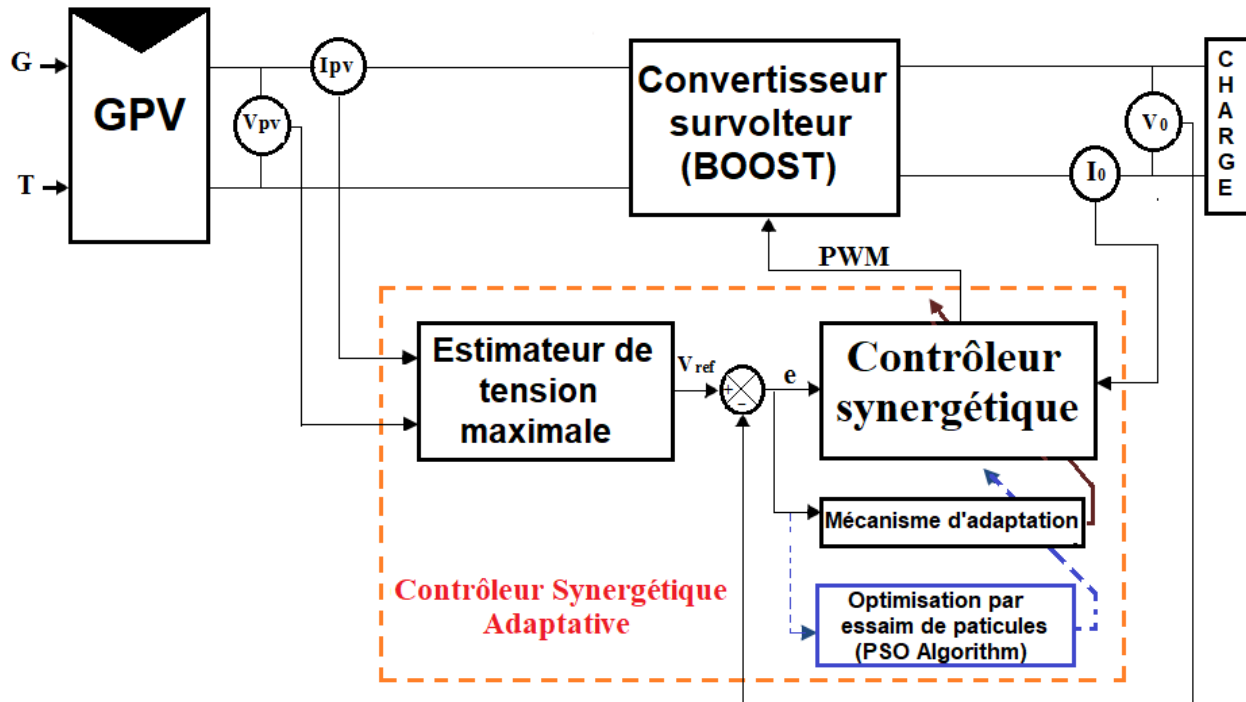 G
T
GPV
Ipv
Vpv
Convertisseur
survolteur
(BOOST)
V0
I0
C
H
A
R
G
E
PWM
Estimateur de
tension
maximale
Vref
+
−
e
Contrôleur
synergétique
Mécanisme d'adaptation
Optimisation par
essaim de paticules
(PSO Algorithm)
Contrôleur Synergétique
Adaptative